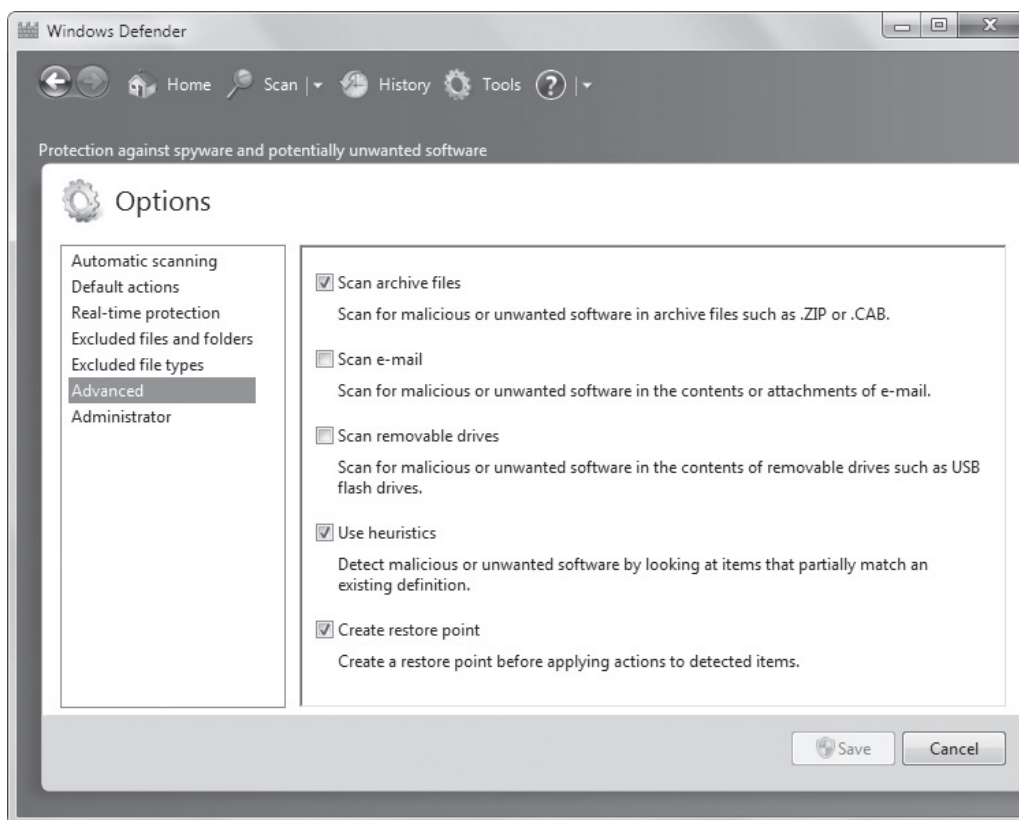 Windows Defender
Home Scan History Tools ?
Protection against spyware and potentially unwanted software
Options
Automatic scanning
Default actions
Real-time protection
Excluded files and folders
Excluded file types
Advanced
Administrator
Scan archive files
Scan for malicious or unwanted software in archive files such as .ZIP or .CAB.
Scan e-mail
Scan for malicious or unwanted software in the contents or attachments of e-mail.
Scan removable drives
Scan for malicious or unwanted software in the contents of removable drives such as USB
flash drives.
Use heuristics
Detect malicious or unwanted software by looking at items that partially match an
existing definition.
Create restore point
Create a restore point before applying actions to detected items.
Save Cancel